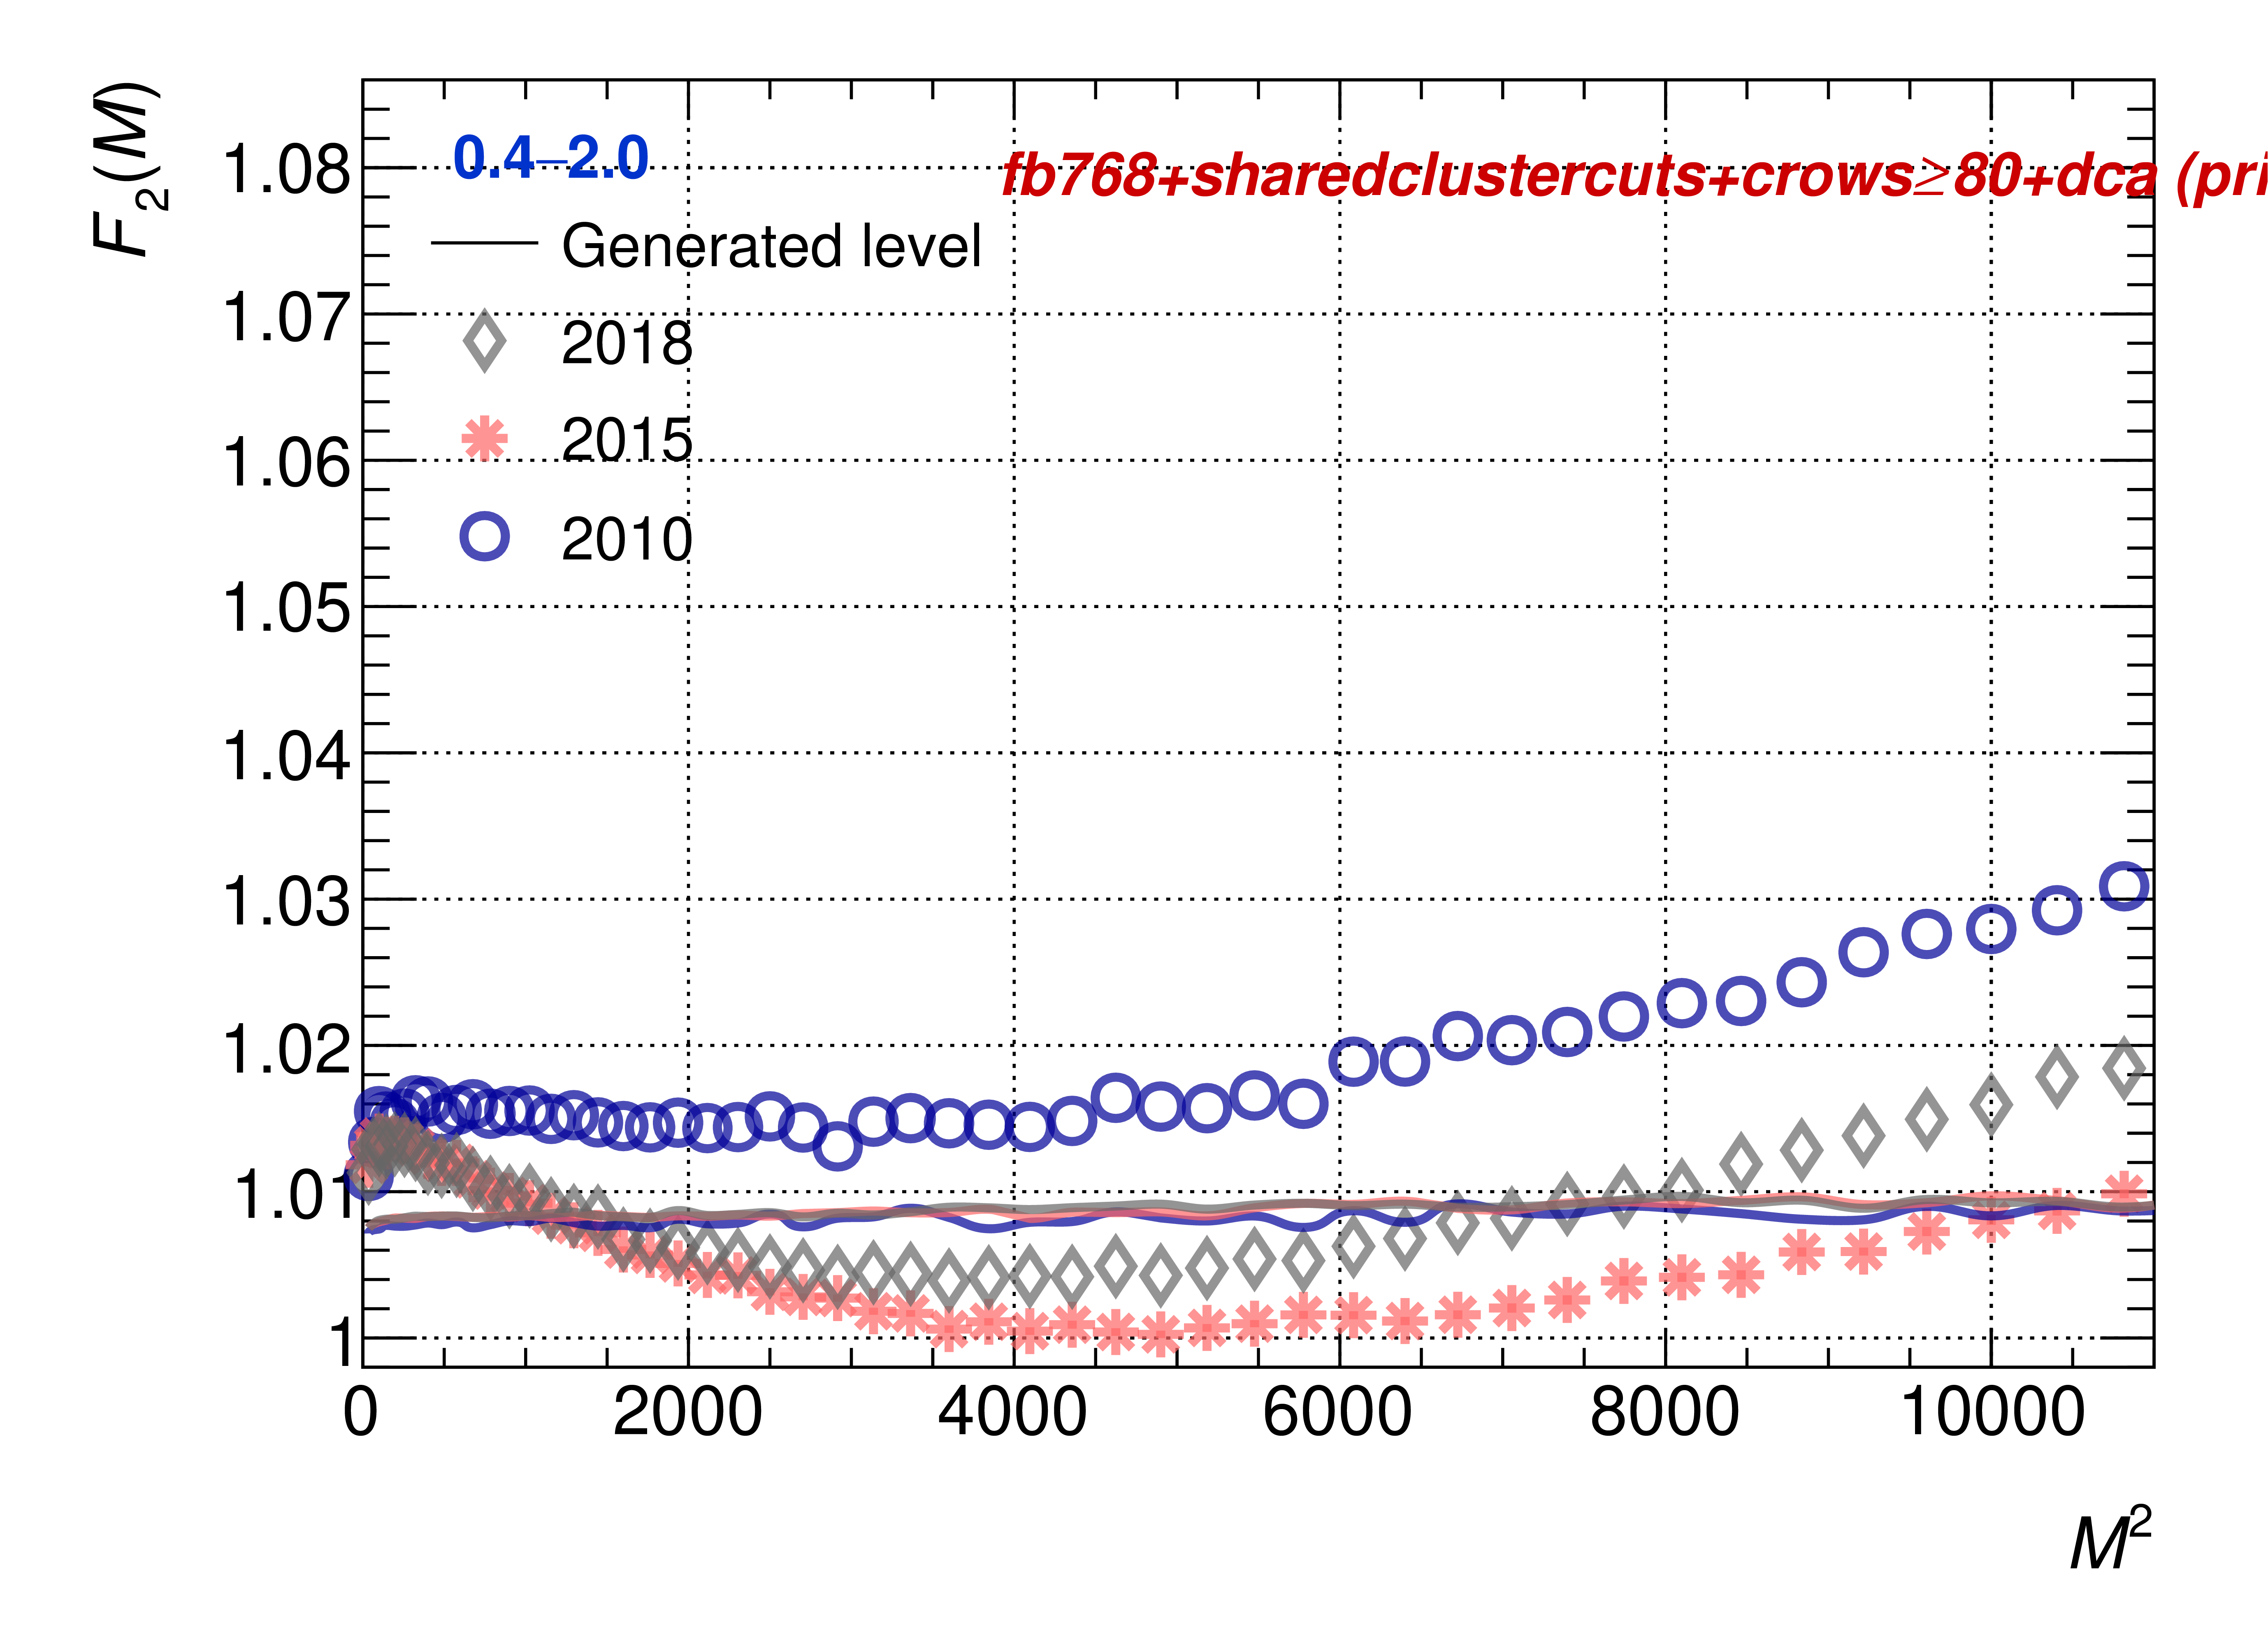 F2(M)
0.4–2.0
fb768+sharedclustercuts+crows≥80+dca (pri
Generated level
2018
2015
2010
1.08
1.07
1.06
1.05
1.04
1.03
1.02
1.01
1
0 2000 4000 6000 8000 10000
M2